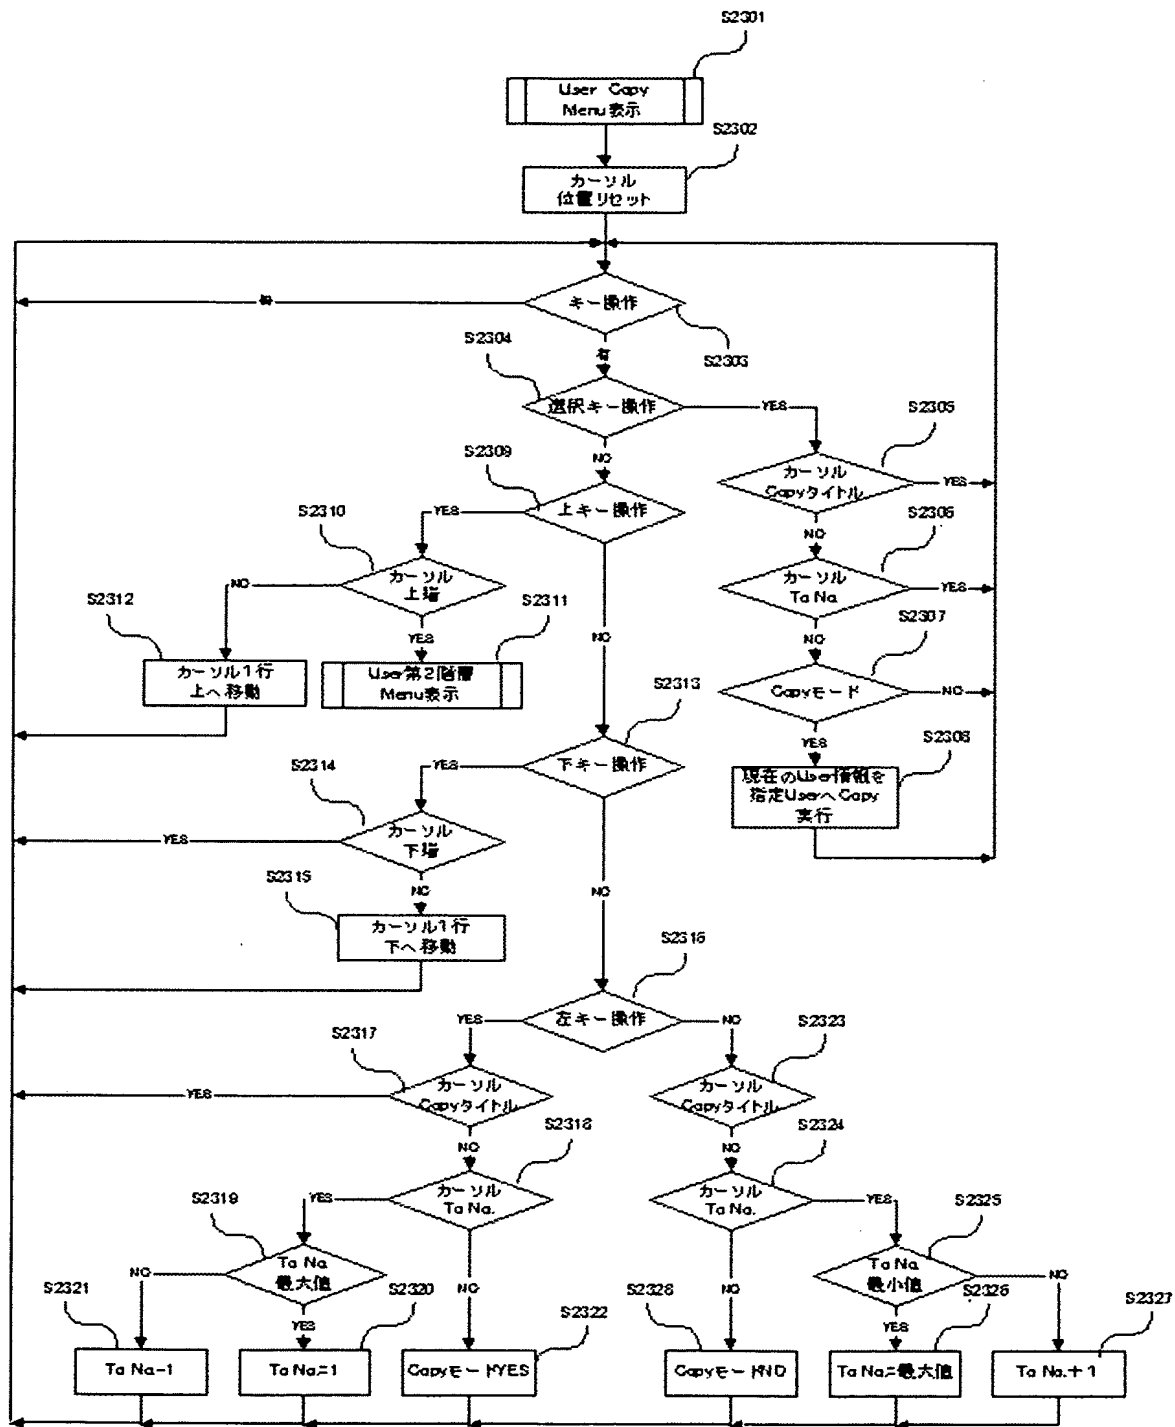 S2301
User Copy
Menu表示
S2302
カーソル
位置リセット
キー操作
S2303
有
S2304
選択キー操作
YES
NO
S2305
カーソル
Copyタイトル
YES
NO
S2306
カーソル
To No.
YES
NO
S2307
Copyモード
NO
YES
S2308
現在のUser情報を
指定UserへCopy
実行
S2309
上キー操作
YES
NO
S2310
カーソル
上端
NO
YES
S2311
User第2階層
Menu表示
S2312
カーソル1行
上へ移動
S2313
下キー操作
YES
NO
S2314
カーソル
下端
YES
NO
S2315
カーソル1行
下へ移動
S2316
左キー操作
YES
NO
S2317
カーソル
Copyタイトル
YES
NO
S2318
カーソル
To No.
YES
NO
S2319
To No.
最大値
NO
YES
S2320
To No.=1
S2321
To No.-1
S2322
CopyモードYES
S2323
カーソル
Copyタイトル
NO
S2324
カーソル
To No.
YES
NO
S2325
To No.
最小値
NO
YES
S2326
To No.=最大値
S2327
To No.+1
S2328
CopyモードNO